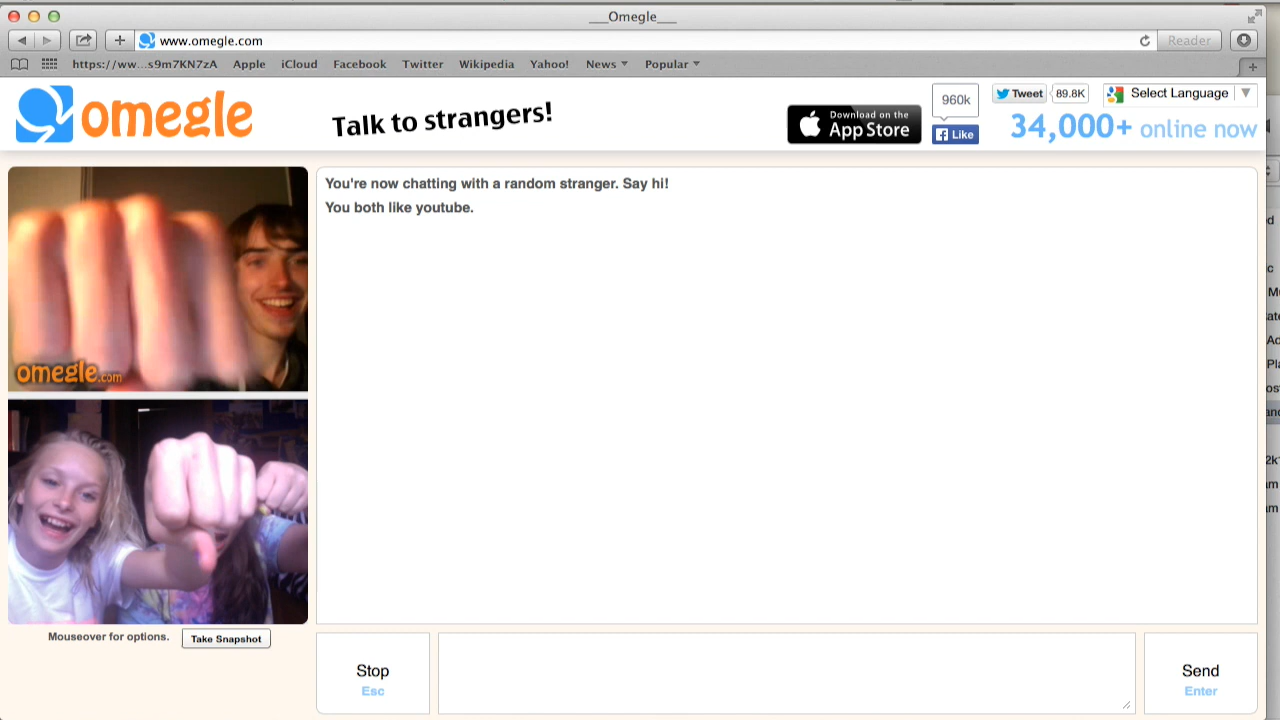 ___Omegle___
www.omegle.com
Reader
https://ww...s9m7KN7zA Apple iCloud Facebook Twitter Wikipedia Yahoo! News Popular
omegle
Talk to strangers!
Download on the
App Store
960k
Like
Tweet 89.8K
Select Language
34,000+ online now
You're now chatting with a random stranger. Say hi!
You both like youtube.
omegle.com
Mouseover for options. Take Snapshot
Stop
Esc
Send
Enter